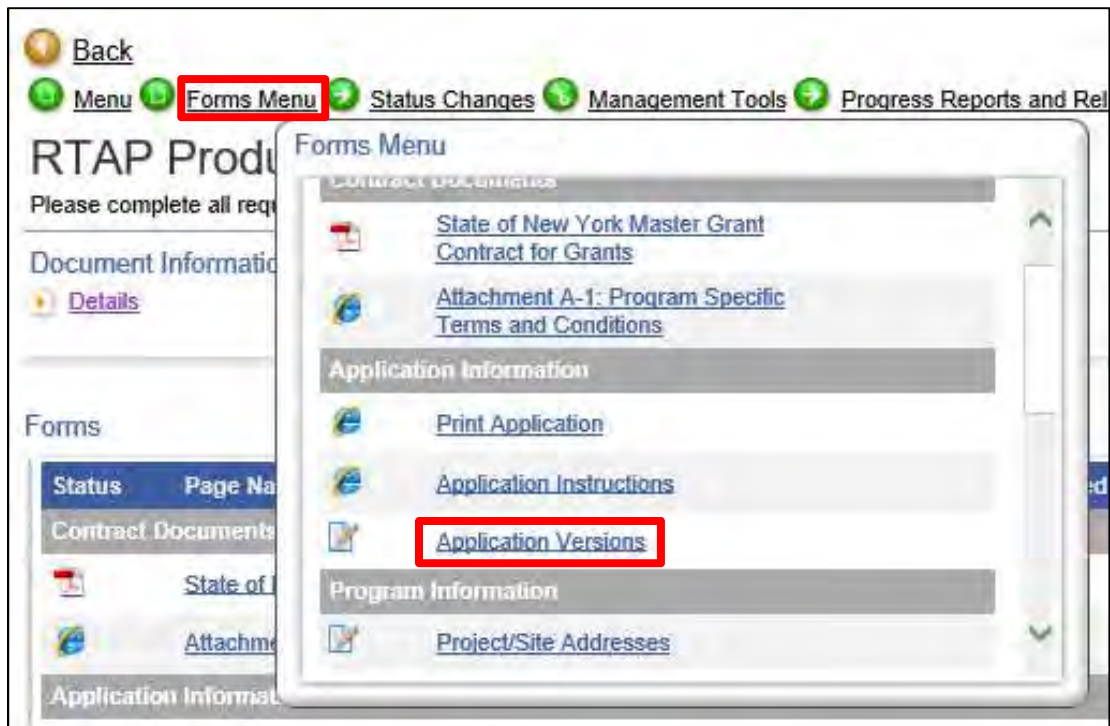 Back
Menu Forms Menu Status Changes Management Tools Progress Reports and Rel
RTAP Produ
Please complete all requ
Document Informatio
Details
Forms
Status Page Na ed
Contract Documents
State of
Attachme
Application Informat
Forms Menu
Contract Documents
State of New York Master Grant
Contract for Grants
Attachment A-1: Program Specific
Terms and Conditions
Application Information
Print Application
Application Instructions
Application Versions
Program Information
Project/Site Addresses